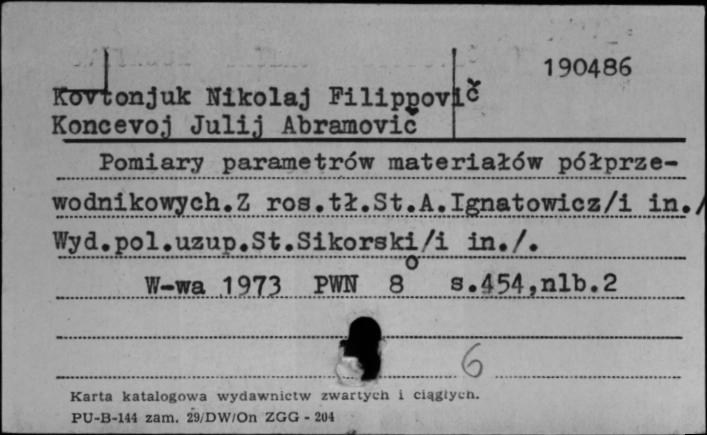 190486
Kovtonjuk Nikolaj Filippovič
Koncevoj Julij Abramovič
Pomiary parametrów materiałów półprze-
wodnikowych.Z ros.tł.St.A.Ignatowicz/i in./
Wyd.pol.uzup.St.Sikorski/i in./.
W-wa 1973 PWN 8° s.454,nlb.2
6
Karta katalogowa wydawnictw zwartych i ciągłych.
PU-B-144 zam. 29/DW/On ZGG - 204